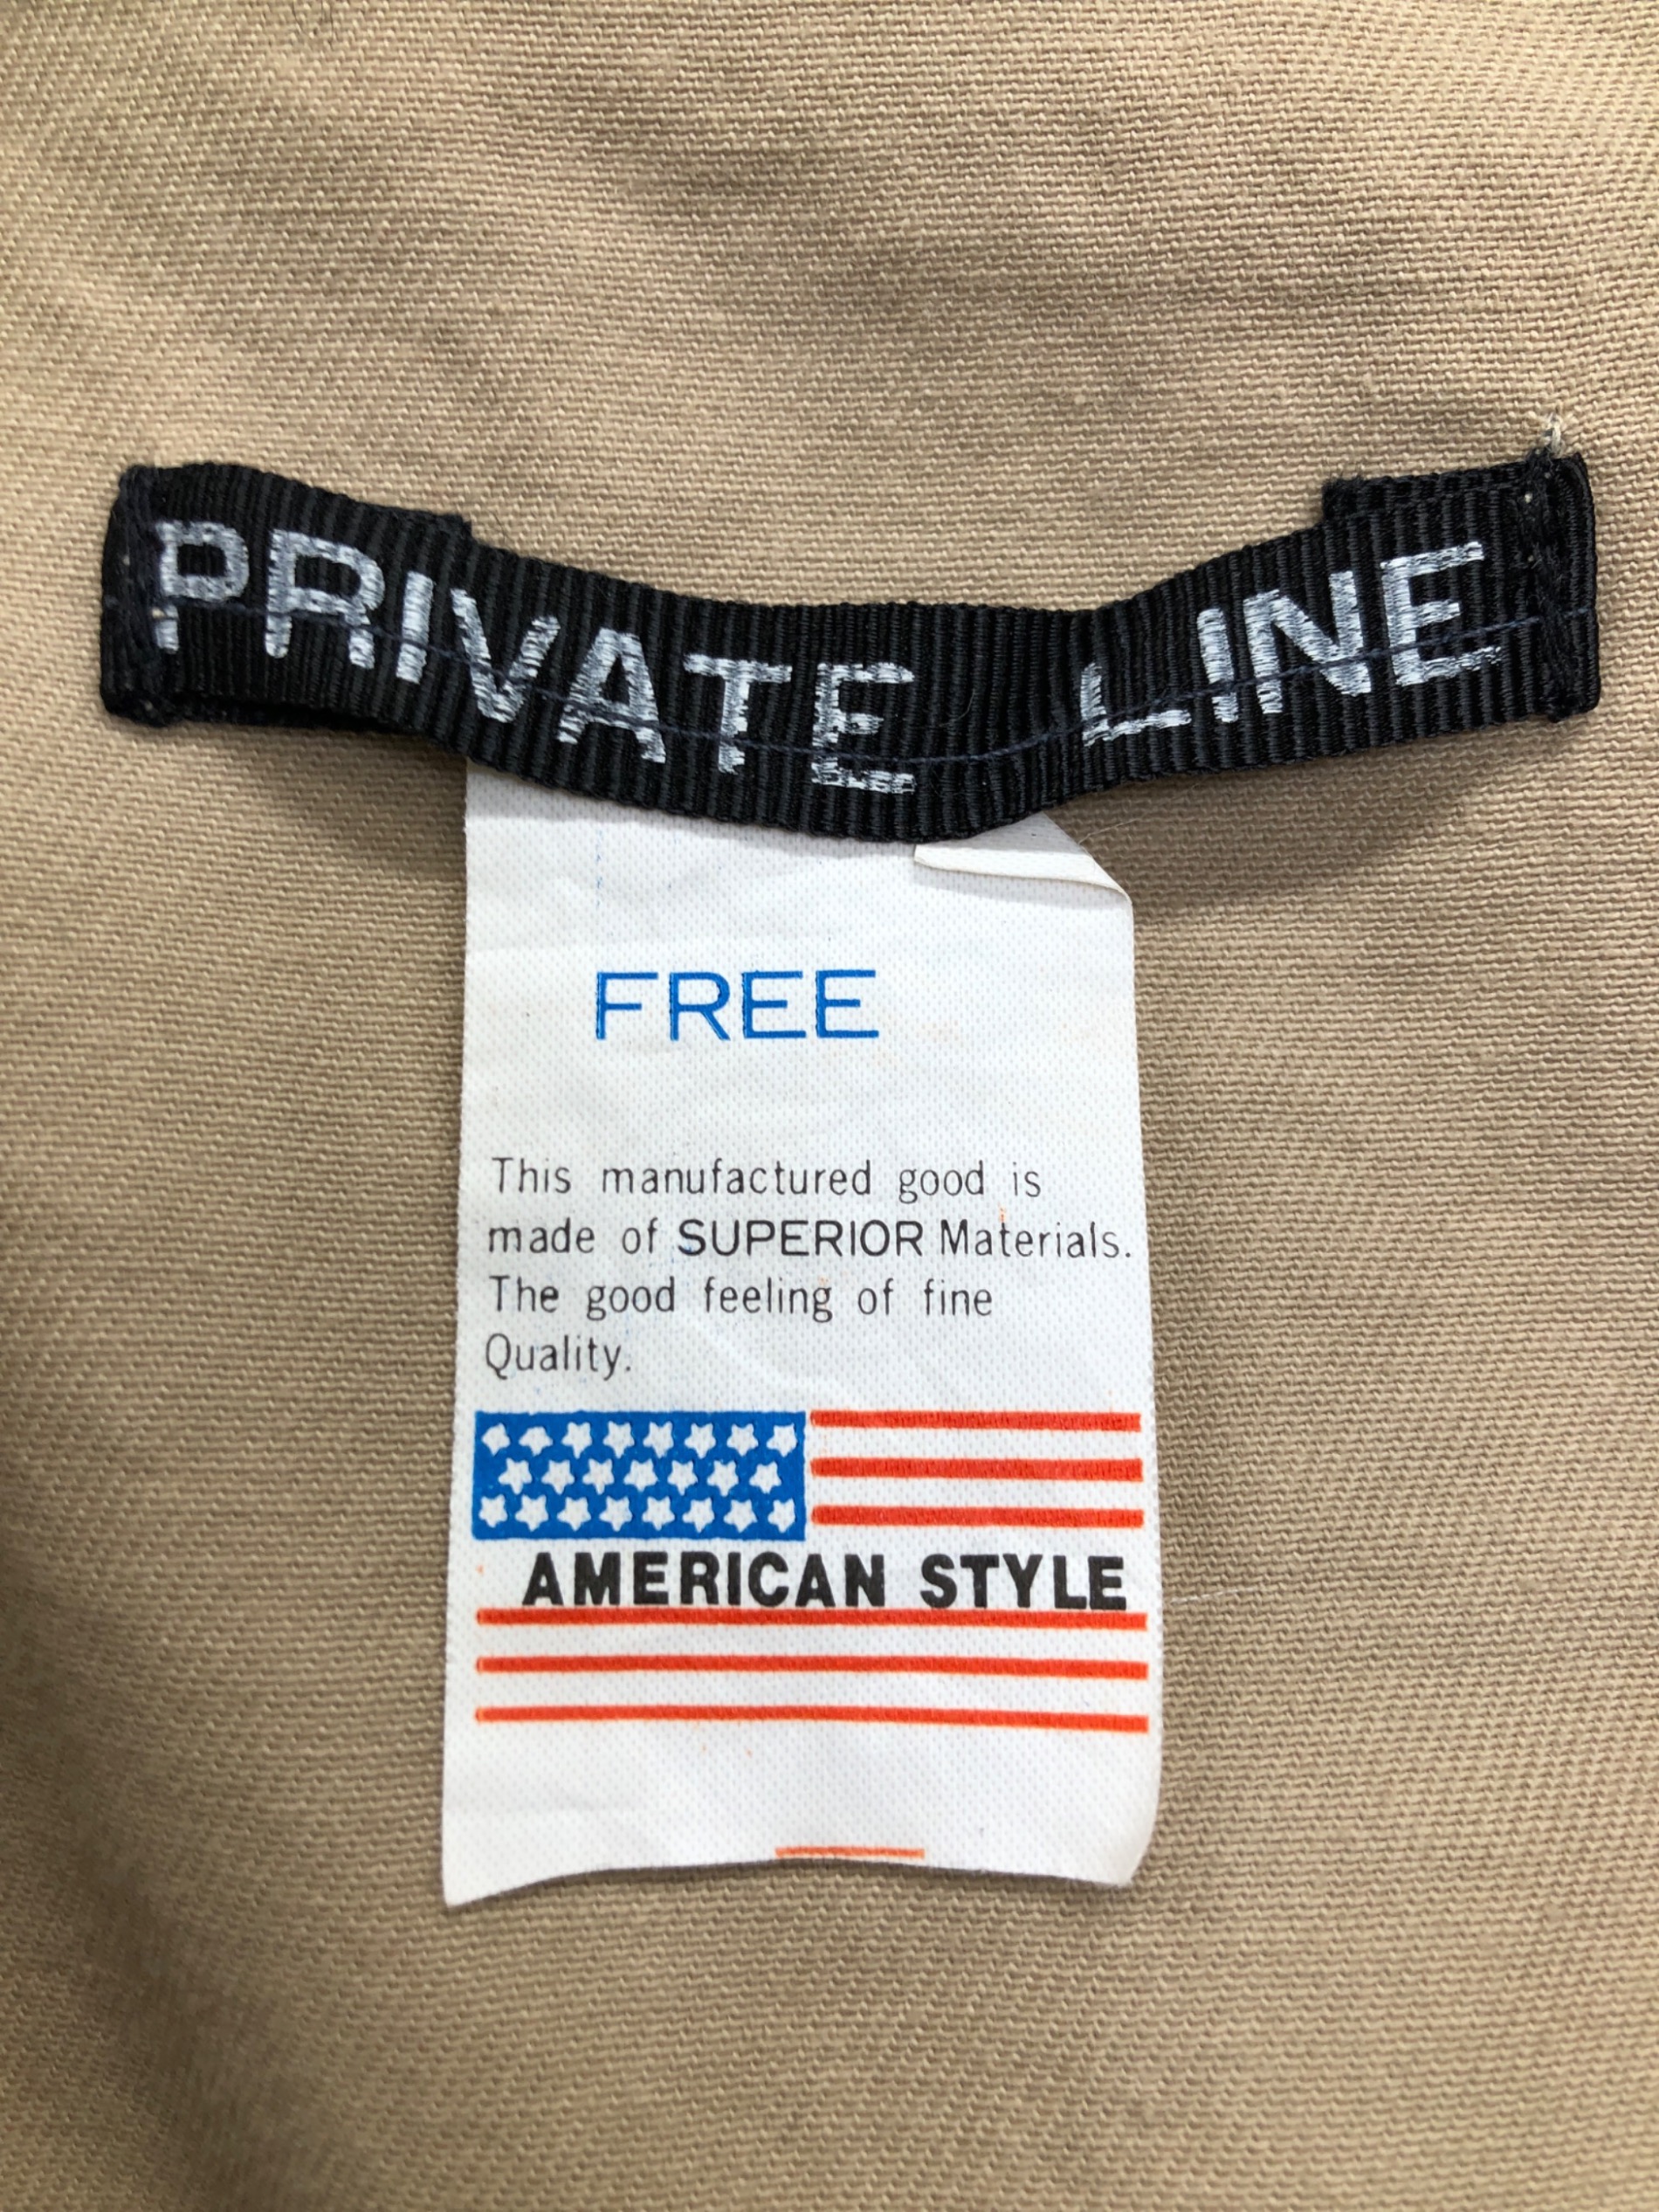 PRIVATE LINE
FREE
This manufactured good is
made of SUPERIOR Materials.
The good feeling of fine
Quality.
AMERICAN STYLE